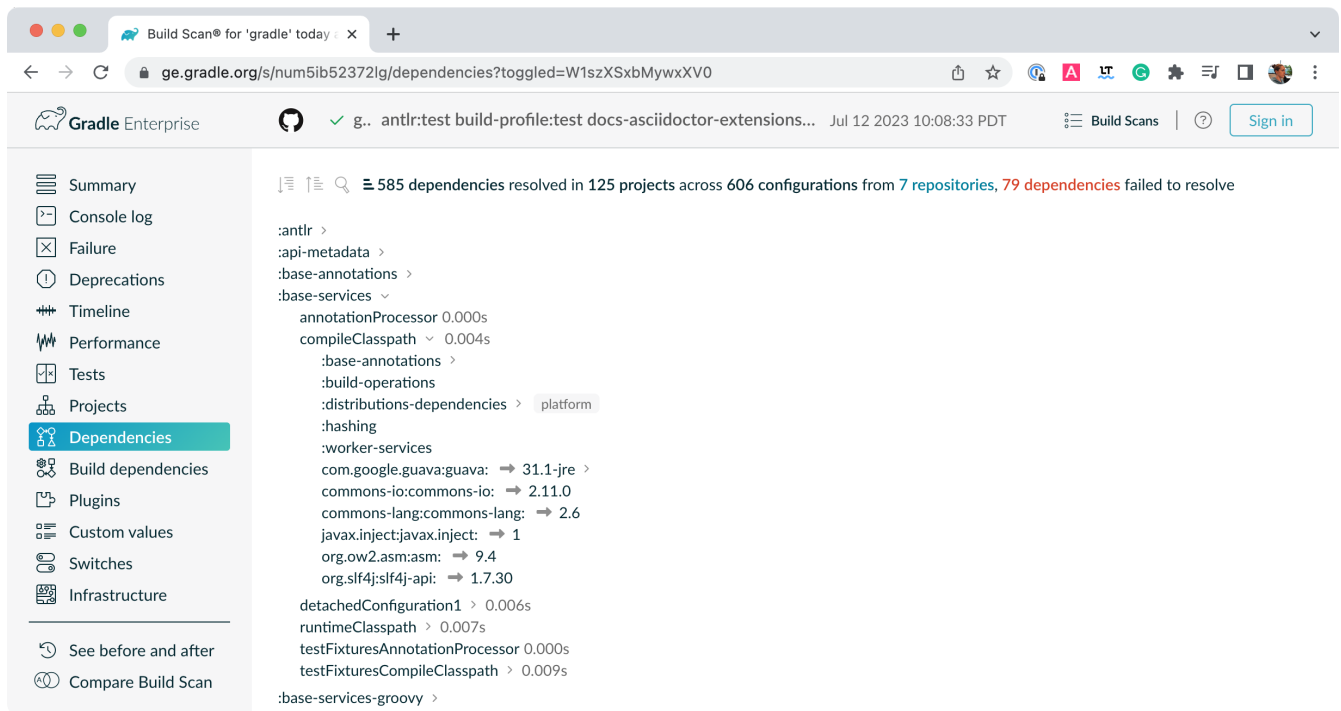 Build Scan® for 'gradle' today
ge.gradle.org/s/num5ib52372lg/dependencies?toggled=W1szXSxbMywxXV0
Gradle Enterprise
g.. antlr:test build-profile:test docs-asciidoctor-extensions... Jul 12 2023 10:08:33 PDT
Build Scans
Sign in
Summary
Console log
Failure
Deprecations
Timeline
Performance
Tests
Projects
Dependencies
Build dependencies
Plugins
Custom values
Switches
Infrastructure
See before and after
Compare Build Scan
585 dependencies resolved in 125 projects across 606 configurations from 7 repositories, 79 dependencies failed to resolve
:antlr
:api-metadata
:base-annotations
:base-services
annotationProcessor 0.000s
compileClasspath 0.004s
:base-annotations
:build-operations
:distributions-dependencies platform
:hashing
:worker-services
com.google.guava:guava: → 31.1-jre
commons-io:commons-io: → 2.11.0
commons-lang:commons-lang: → 2.6
javax.inject:javax.inject: → 1
org.ow2.asm:asm: → 9.4
org.slf4j:slf4j-api: → 1.7.30
detachedConfiguration1 0.006s
runtimeClasspath 0.007s
testFixturesAnnotationProcessor 0.000s
testFixturesCompileClasspath 0.009s
:base-services-groovy